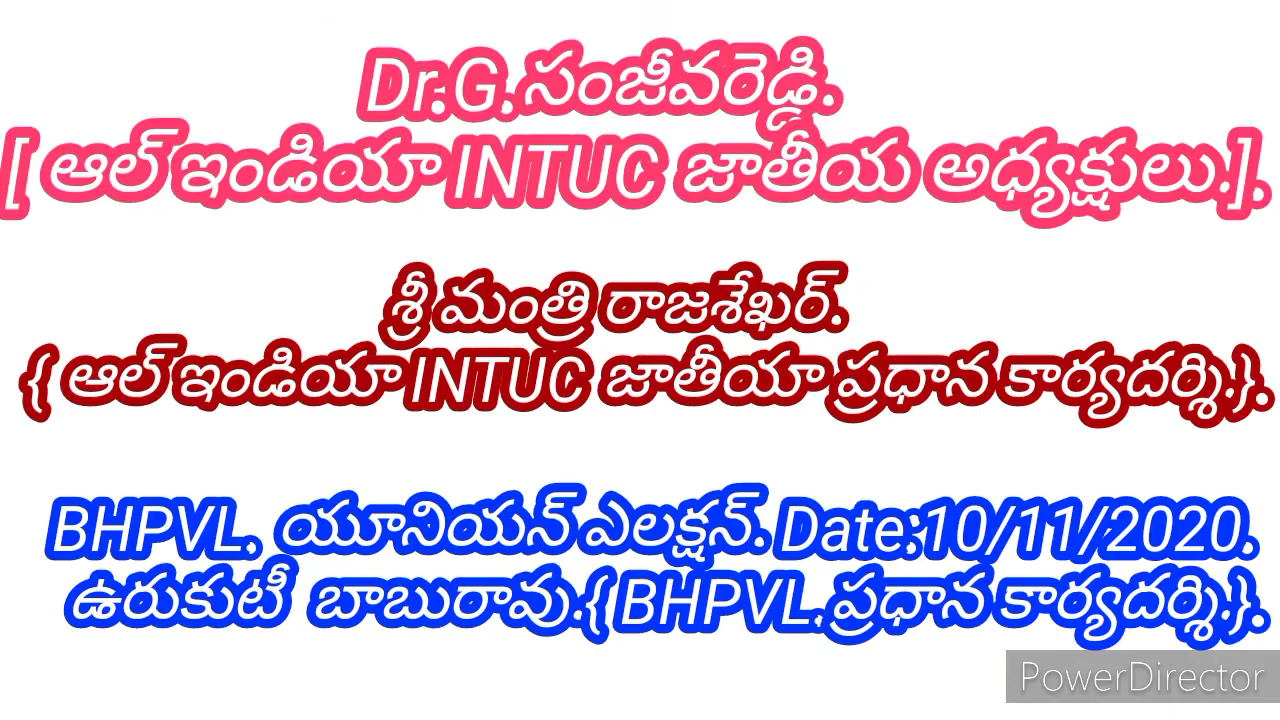 Dr.G.సంజీవరెడ్డి.
[ ఆల్ ఇండియా INTUC జాతీయ అధ్యక్షులు.].
శ్రీ మంత్రి రాజశేఖర్.
{ ఆల్ ఇండియా INTUC జాతీయా ప్రధాన కార్యదర్శి.}.
BHPVL. యూనియన్ ఎలక్షన్. Date:10/11/2020.
ఉరుకుటీ బాబురావు.{ BHPVL.ప్రధాన కార్యదర్శి.}.
PowerDirector